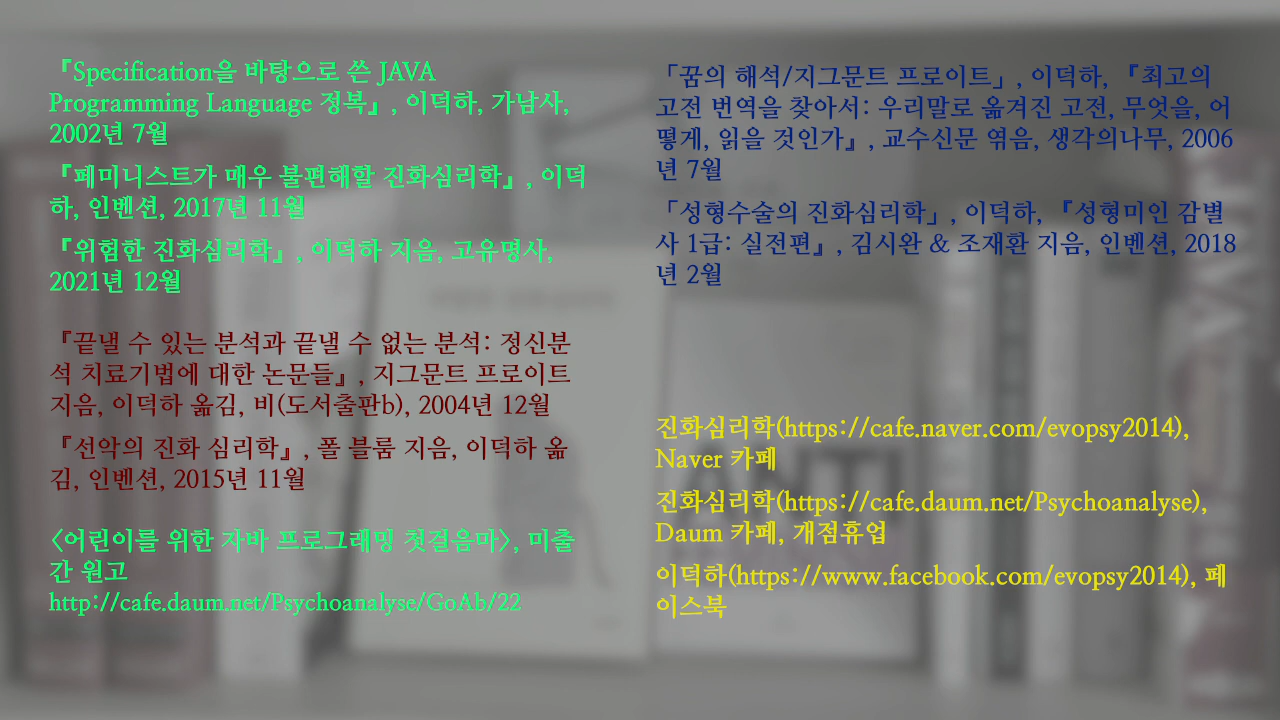 『Specification을 바탕으로 쓴 JAVA
Programming Language 정복』, 이덕하, 가남사,
2002년 7월
『페미니스트가 매우 불편해할 진화심리학』, 이덕
하, 인벤션, 2017년 11월
『위험한 진화심리학』, 이덕하 지음, 고유명사,
2021년 12월
『끝낼 수 있는 분석과 끝낼 수 없는 분석: 정신분
석 치료기법에 대한 논문들』, 지그문트 프로이트
지음, 이덕하 옮김, 비(도서출판b), 2004년 12월
『선악의 진화 심리학』, 폴 블룸 지음, 이덕하 옮
김, 인벤션, 2015년 11월
<어린이를 위한 자바 프로그래밍 첫걸음마>, 미출
간 원고
http://cafe.daum.net/Psychoanalyse/GoAb/22
「꿈의 해석/지그문트 프로이트」, 이덕하, 『최고의
고전 번역을 찾아서: 우리말로 옮겨진 고전, 무엇을, 어
떻게, 읽을 것인가』, 교수신문 엮음, 생각의나무, 2006
년 7월
「성형수술의 진화심리학」, 이덕하, 『성형미인 감별
사 1급: 실전편』, 김시완 & 조재환 지음, 인벤션, 2018
년 2월
진화심리학(https://cafe.naver.com/evopsy2014),
Naver 카페
진화심리학(https://cafe.daum.net/Psychoanalyse),
Daum 카페, 개점휴업
이덕하(https://www.facebook.com/evopsy2014), 페
이스북